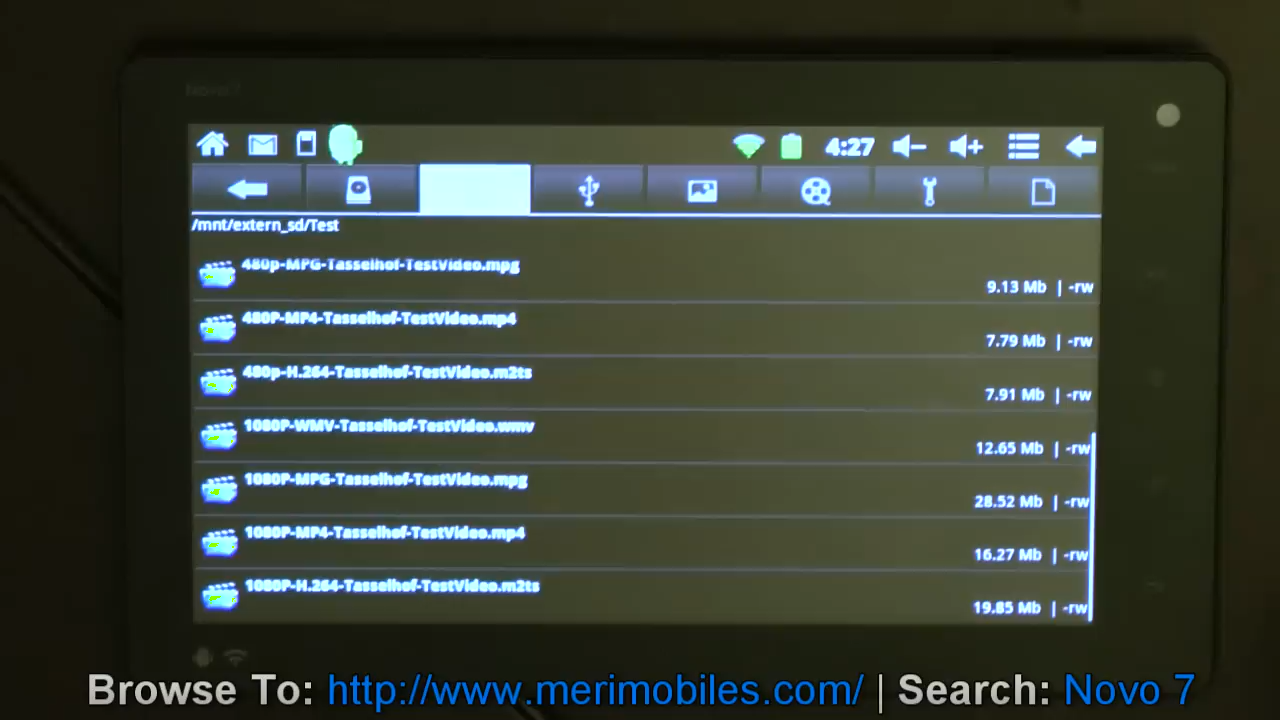 Novo 7
4:27
/mnt/extern_sd/Test
480p-MPG-Tasselhof-TestVideo.mpg
9.13 Mb | -rw
480P-MP4-Tasselhof-TestVideo.mp4
7.79 Mb | -rw
480p-H.264-Tasselhof-TestVideo.m2ts
7.91 Mb | -rw
1080P-WMV-Tasselhof-TestVideo.wmv
12.65 Mb | -rw
1080P-MPG-Tasselhof-TestVideo.mpg
28.52 Mb | -rw
1080P-MP4-Tasselhof-TestVideo.mp4
16.27 Mb | -rw
1080P-H.264-Tasselhof-TestVideo.m2ts
19.85 Mb | -rw
Browse To: http://www.merimobiles.com/ | Search: Novo 7